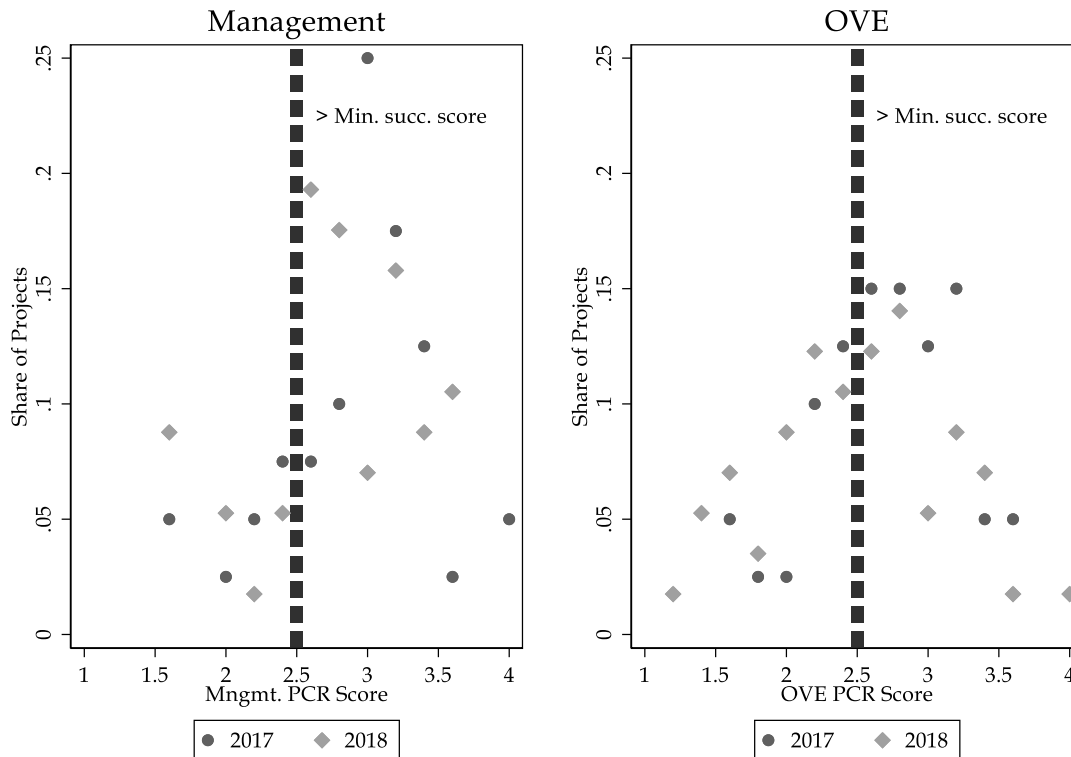 Management
.25
.2
.15
.1
.05
0
Share of Projects
> Min. succ. score
1 1.5 2 2.5 3 3.5 4
Mngmt. PCR Score
2017 2018
OVE
.25
.2
.15
.1
.05
0
Share of Projects
> Min. succ. score
1 1.5 2 2.5 3 3.5 4
OVE PCR Score
2017 2018